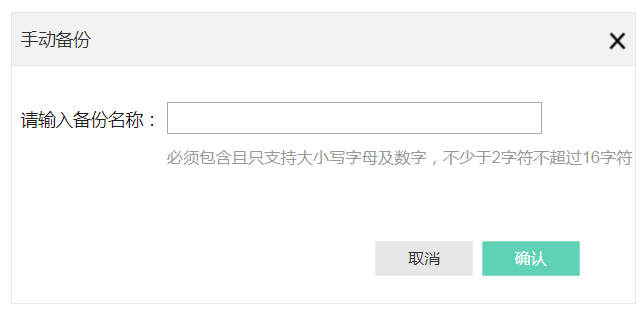 手动备份
请输入备份名称：
必须包含且只支持大小写字母及数字，不少于2字符不超过16字符
取消
确认